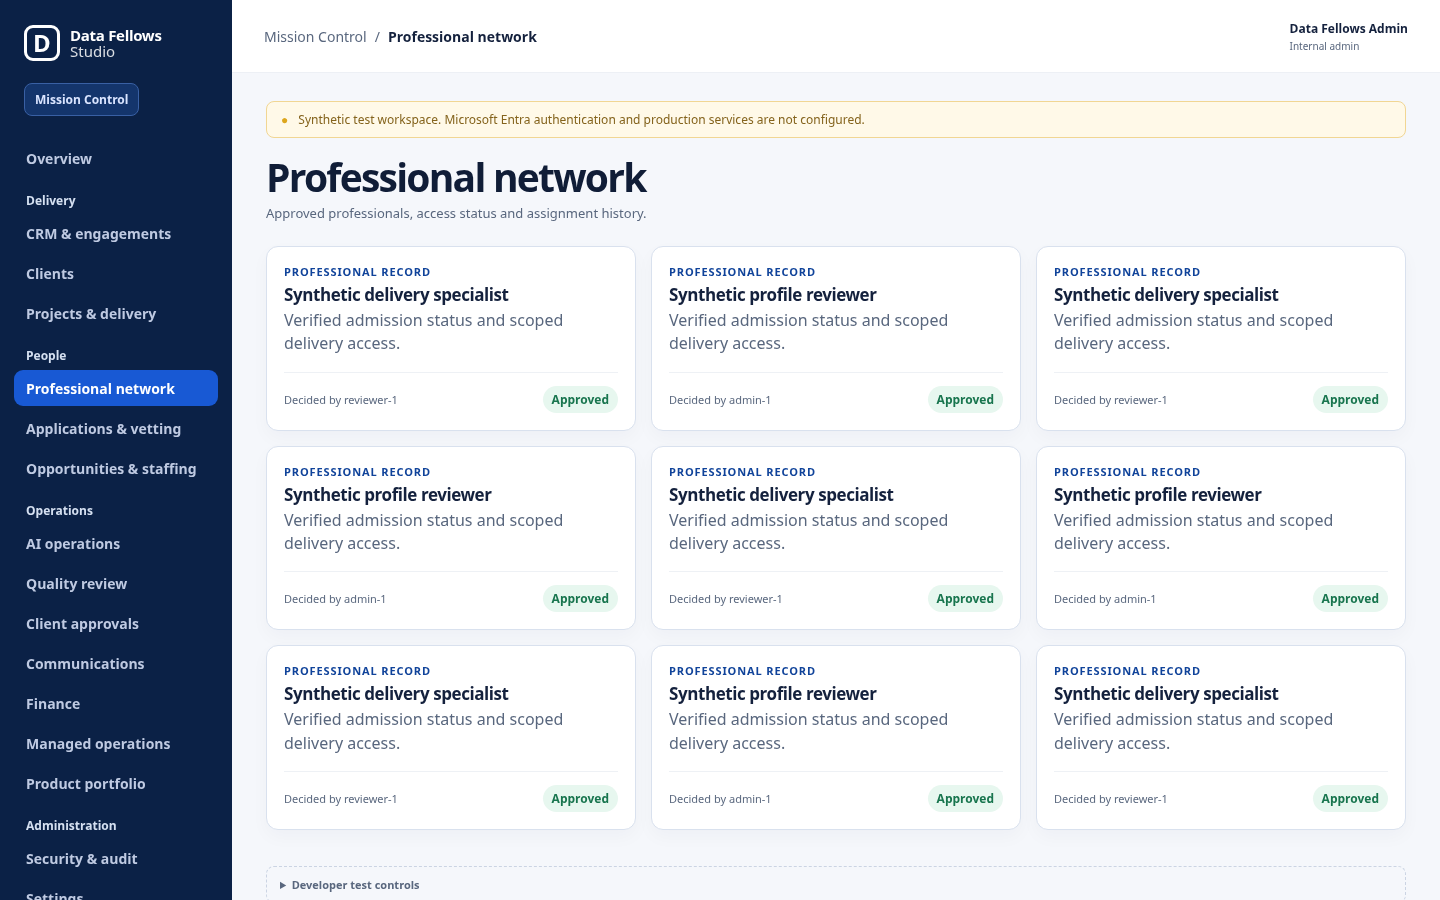 D
Data Fellows
Studio
Mission Control
Overview
Delivery
CRM & engagements
Clients
Projects & delivery
People
Professional network
Applications & vetting
Opportunities & staffing
Operations
AI operations
Quality review
Client approvals
Communications
Finance
Managed operations
Product portfolio
Administration
Security & audit
Settings
Mission Control / Professional network
Data Fellows Admin
Internal admin
Synthetic test workspace. Microsoft Entra authentication and production services are not configured.
Professional network
Approved professionals, access status and assignment history.
PROFESSIONAL RECORD
Synthetic delivery specialist
Verified admission status and scoped
delivery access.
Decided by reviewer-1
Approved
PROFESSIONAL RECORD
Synthetic profile reviewer
Verified admission status and scoped
delivery access.
Decided by admin-1
Approved
PROFESSIONAL RECORD
Synthetic delivery specialist
Verified admission status and scoped
delivery access.
Decided by reviewer-1
Approved
PROFESSIONAL RECORD
Synthetic profile reviewer
Verified admission status and scoped
delivery access.
Decided by admin-1
Approved
PROFESSIONAL RECORD
Synthetic delivery specialist
Verified admission status and scoped
delivery access.
Decided by reviewer-1
Approved
PROFESSIONAL RECORD
Synthetic profile reviewer
Verified admission status and scoped
delivery access.
Decided by admin-1
Approved
PROFESSIONAL RECORD
Synthetic delivery specialist
Verified admission status and scoped
delivery access.
Decided by reviewer-1
Approved
PROFESSIONAL RECORD
Synthetic profile reviewer
Verified admission status and scoped
delivery access.
Decided by admin-1
Approved
PROFESSIONAL RECORD
Synthetic delivery specialist
Verified admission status and scoped
delivery access.
Decided by reviewer-1
Approved
Developer test controls